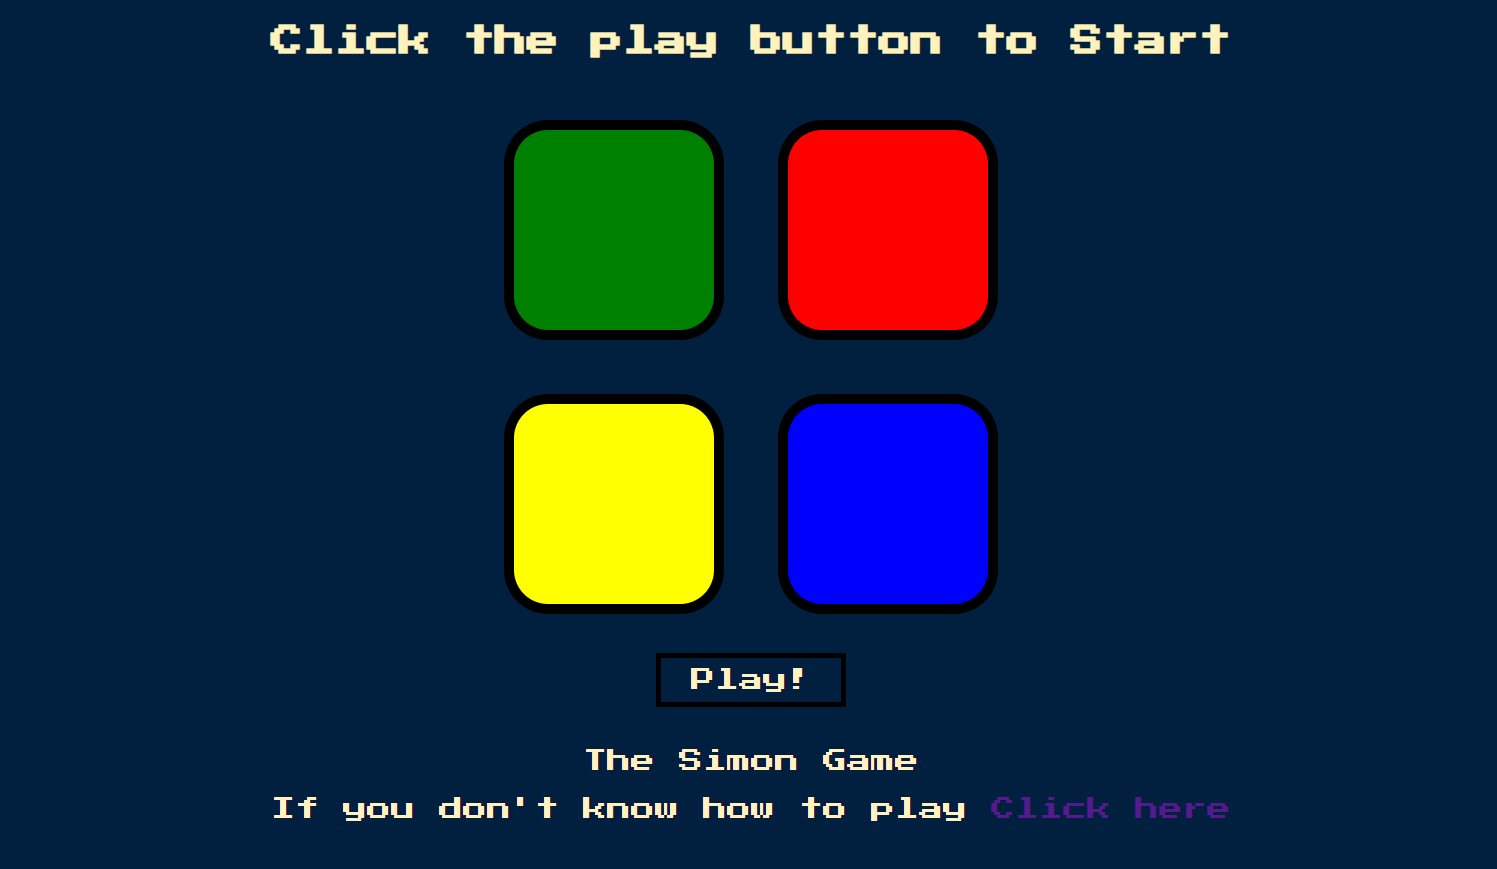 Click the play button to Start
Play!
The Simon Game
If you don't know how to play Click here